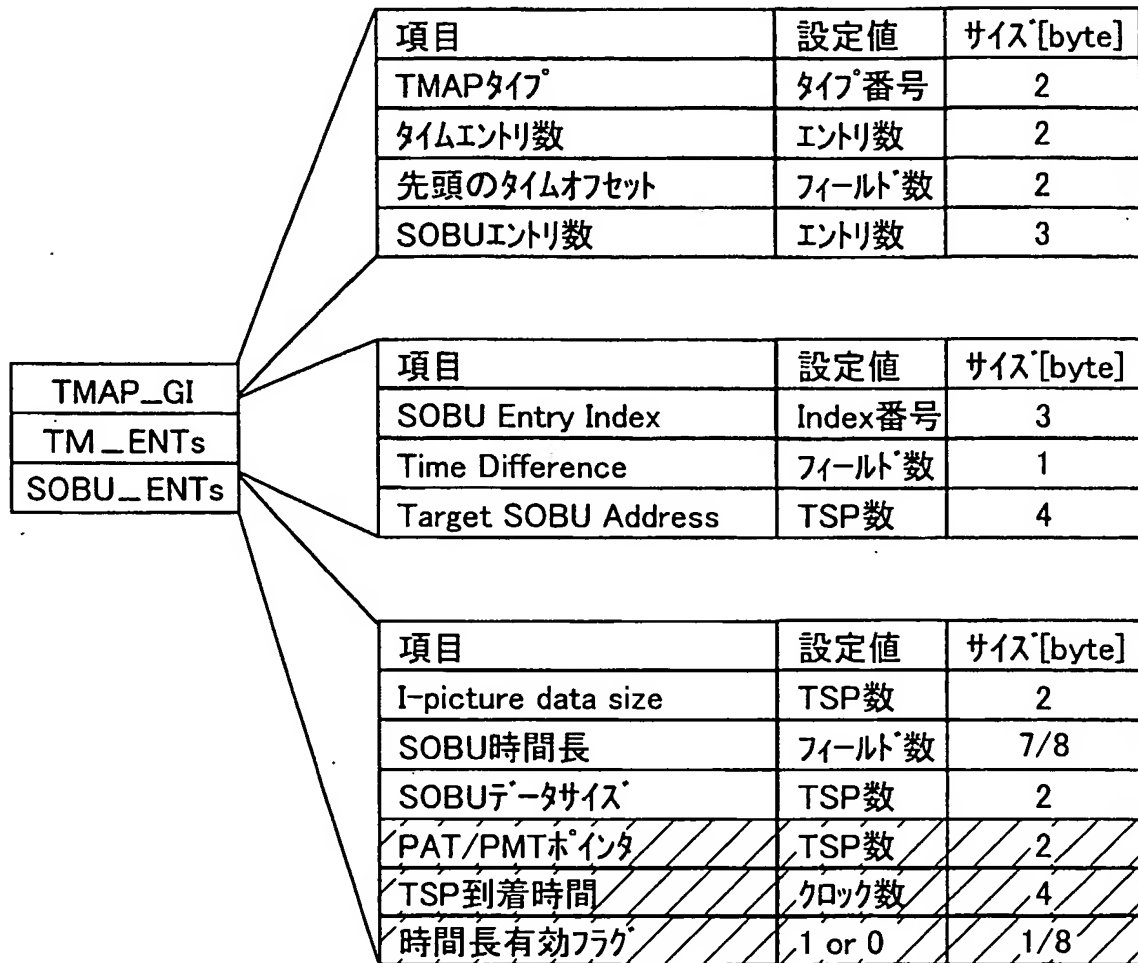 項目 設定値 サイズ[byte]
TMAPタイプ タイプ番号 2
タイムエントリ数 エントリ数 2
先頭のタイムオフセット フィールド数 2
SOBUエントリ数 エントリ数 3
TMAP_GI
TM_ENTs
SOBU_ENTs
項目 設定値 サイズ[byte]
SOBU Entry Index Index番号 3
Time Difference フィールド数 1
Target SOBU Address TSP数 4
項目 設定値 サイズ[byte]
I-picture data size TSP数 2
SOBU時間長 フィールド数 7/8
SOBUデータサイズ TSP数 2
PAT/PMTポインタ TSP数 2
TSP到着時間 クロック数 4
時間長有効フラグ 1 or 0 1/8